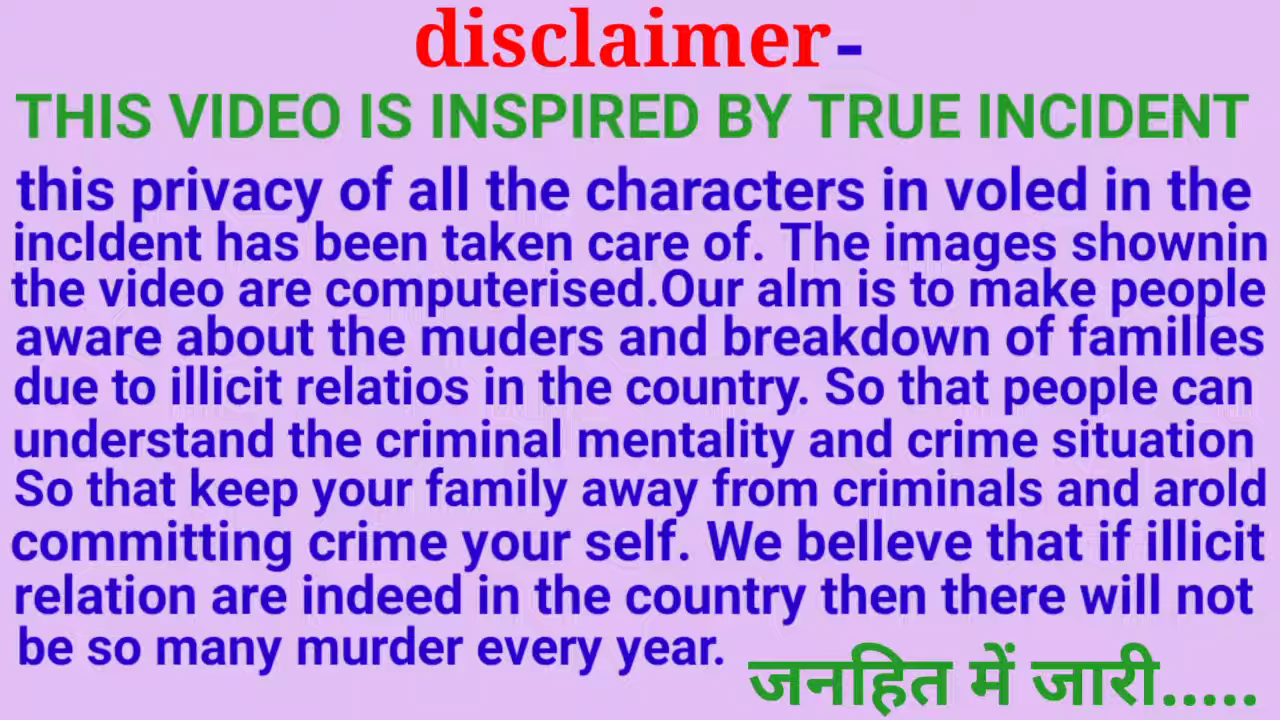 disclaimer-
THIS VIDEO IS INSPIRED BY TRUE INCIDENT
this privacy of all the characters in voled in the
incldent has been taken care of. The images shownin
the video are computerised.Our alm is to make people
aware about the muders and breakdown of famılles
due to illicit relatios in the country. So that people can
understand the criminal mentality and crime situation
So that keep your family away from criminals and arold
committing crime your self. We belleve that if illicit
relation are indeed in the country then there will not
be so many murder every year.
जनहित में जारी.....